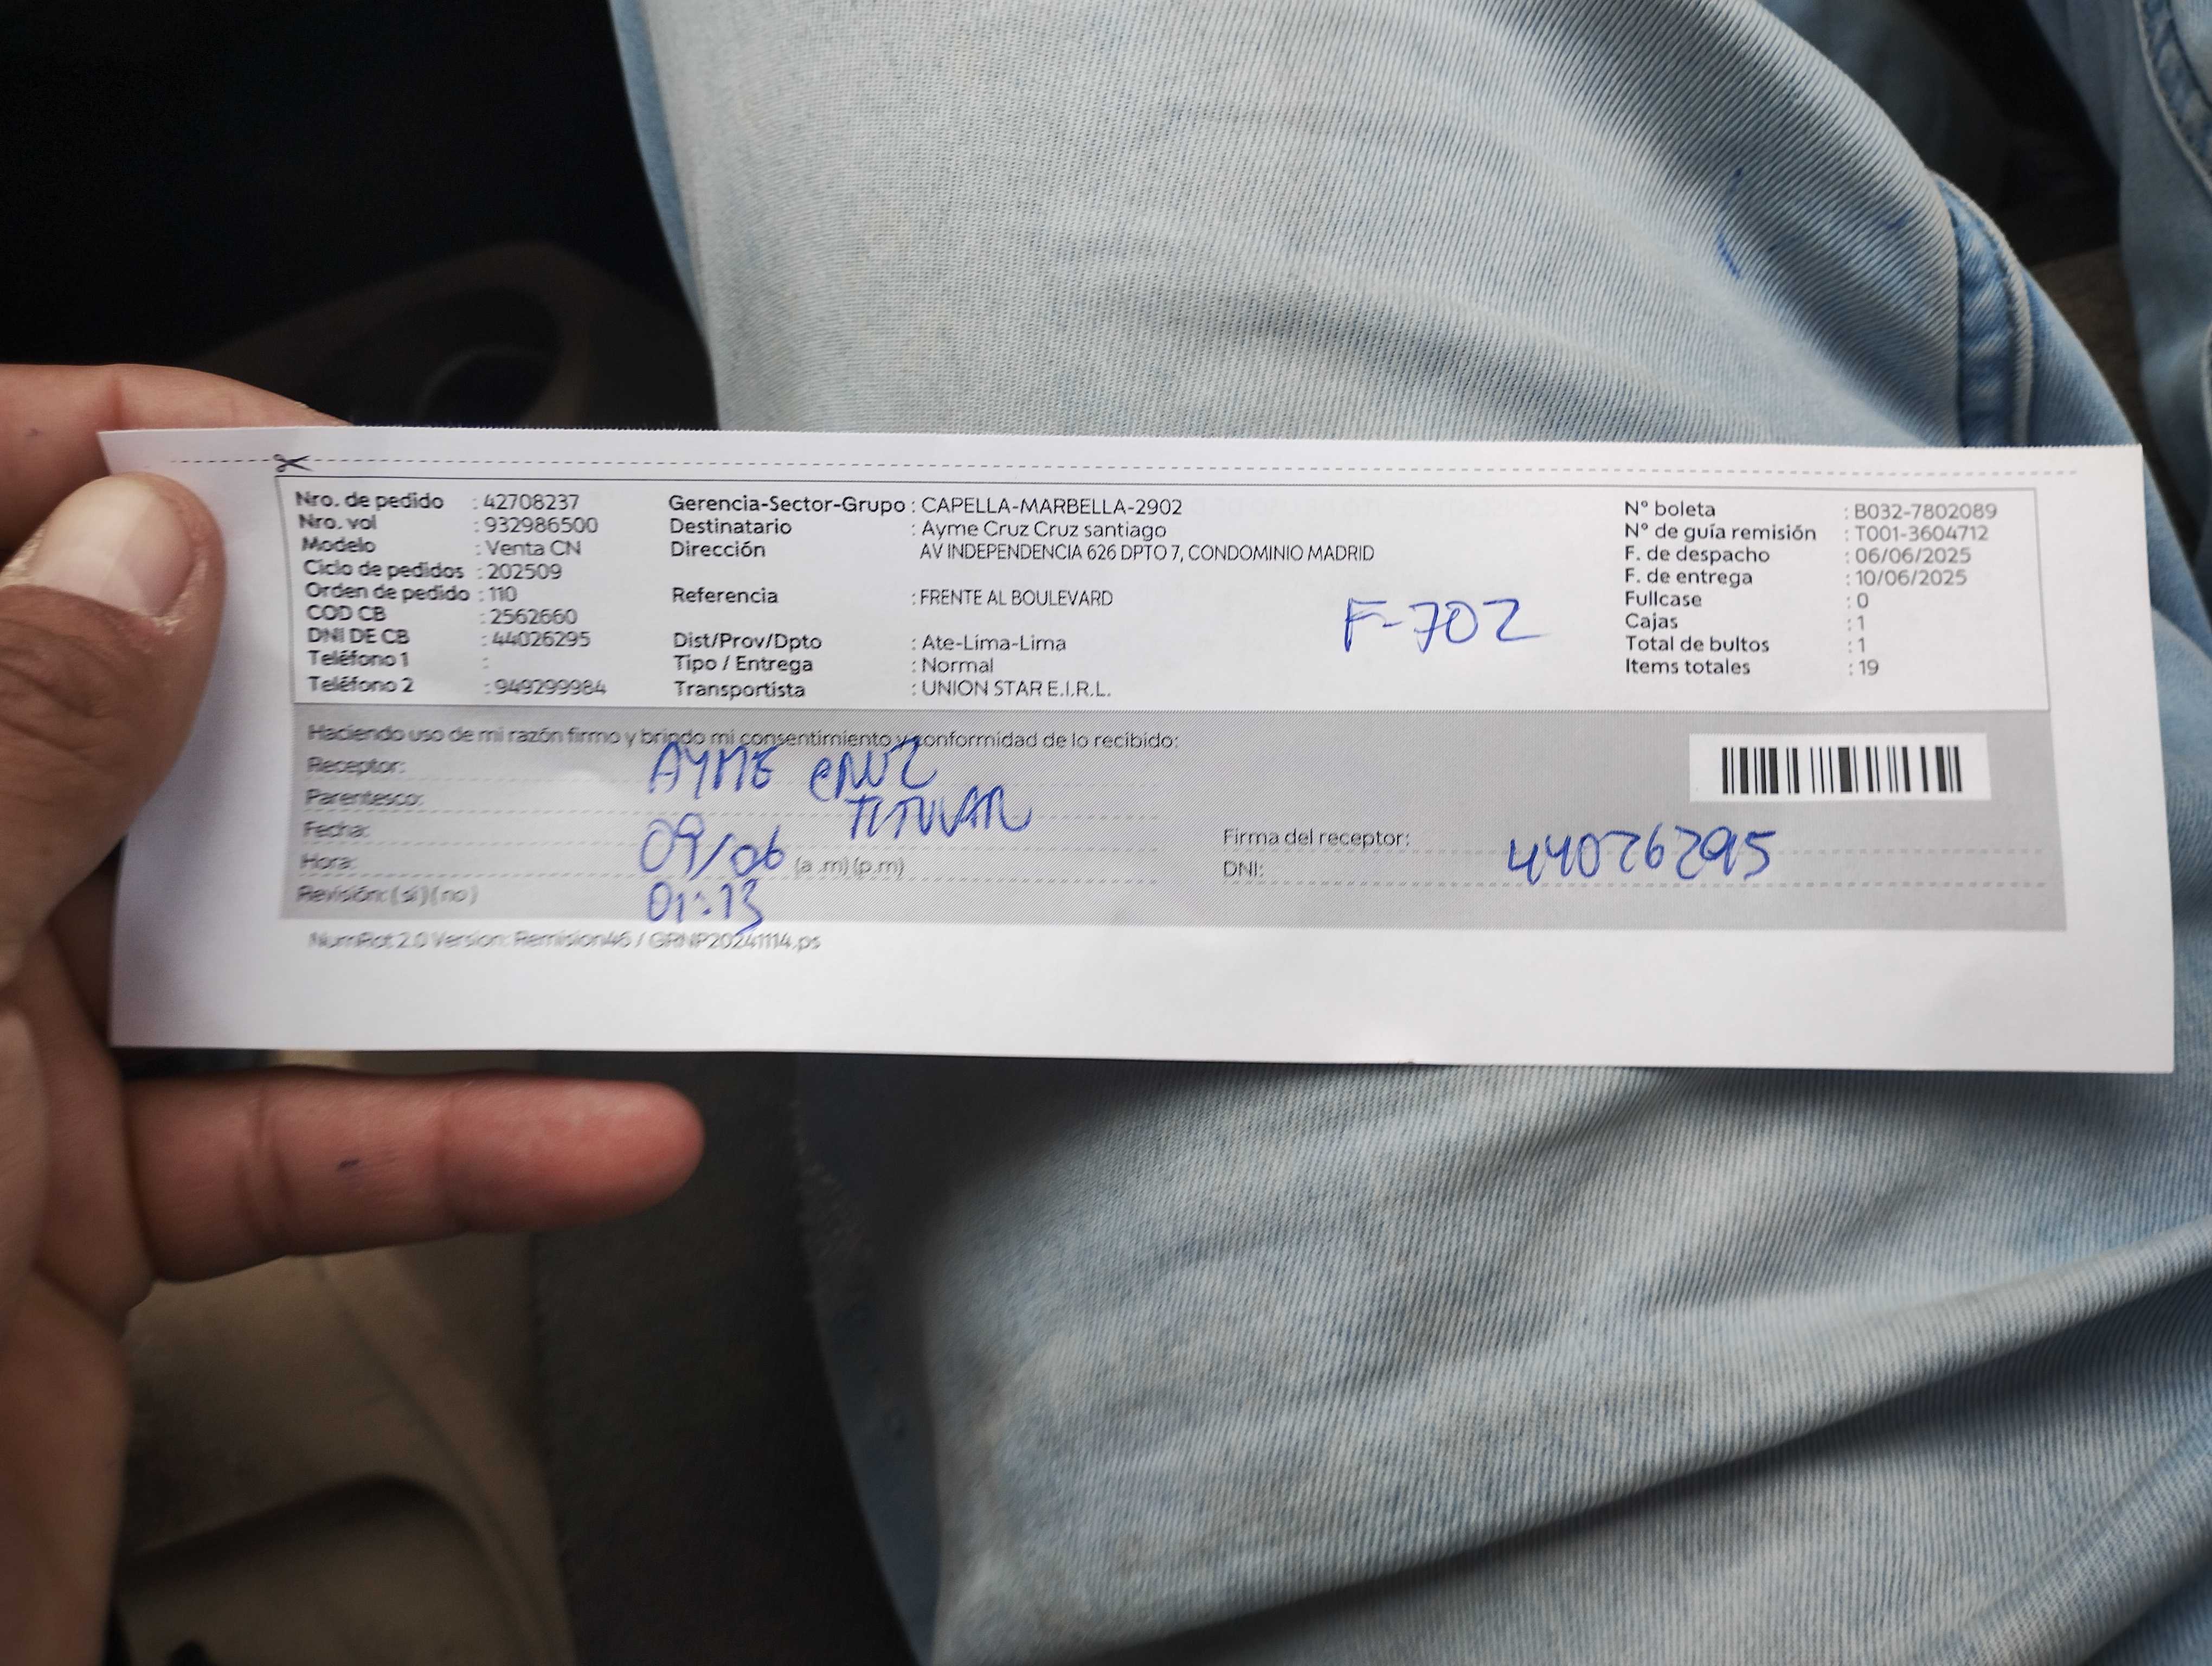 Nro. de pedido : 42708237
Nro. vol : 932986500
Modelo : Venta CN
Ciclo de pedidos : 202509
Orden de pedido : 110
COD CB : 2562660
DNI DE CB : 44026295
Teléfono 1 :
Teléfono 2 : 949299984
Gerencia-Sector-Grupo : CAPELLA-MARBELLA-2902
Destinatario : Ayme Cruz Cruz santiago
Dirección AV INDEPENDENCIA 626 DPTO 7, CONDOMINIO MADRID
Referencia : FRENTE AL BOULEVARD
Dist/Prov/Dpto : Ate-Lima-Lima
Tipo / Entrega : Normal
Transportista : UNION STAR E.I.R.L.
F-702
N° boleta : B032-7802089
N° de guía remisión : T001-3604712
F. de despacho : 06/06/2025
F. de entrega : 10/06/2025
Fullcase : 0
Cajas : 1
Total de bultos : 1
Items totales : 19
Haciendo uso de mi razón firmo y brindo mi consentimiento y conformidad de lo recibido:
Receptor: AYME CRUZ
Parentesco: TITULAR
Fecha: 09/06
Hora: (a .m) (p.m)
Revisión: (si) (no) 01:13
Firma del receptor:
DNI: 44026295
NumRot 2.0 Version: Remision46 / GRNP20241114.ps